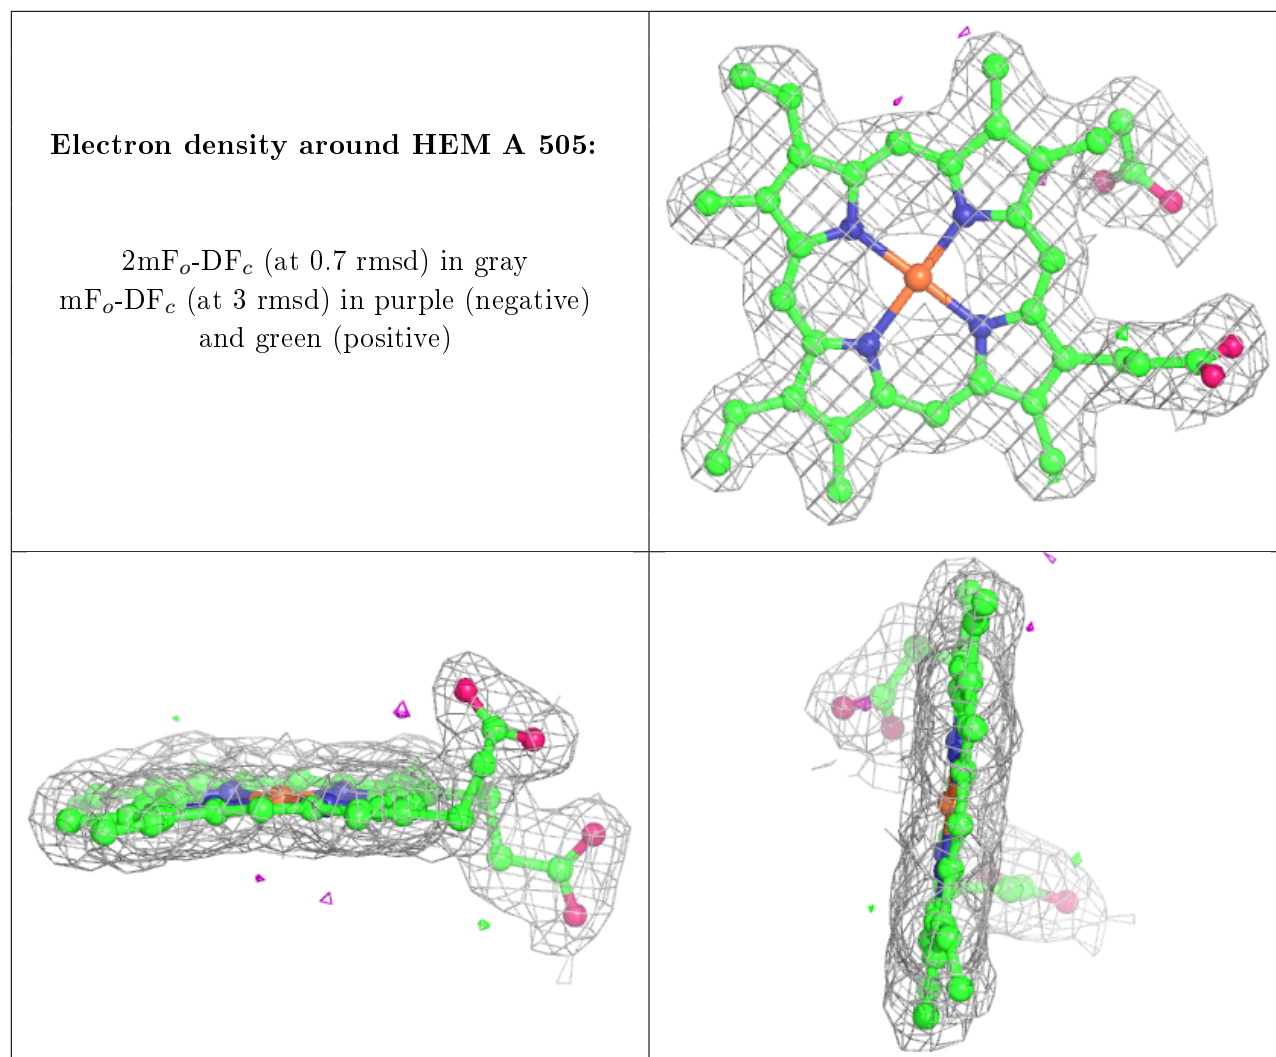 Electron density around HEM A 505:
2mFₒ-DF𝒸 (at 0.7 rmsd) in gray
mFₒ-DF𝒸 (at 3 rmsd) in purple (negative)
and green (positive)